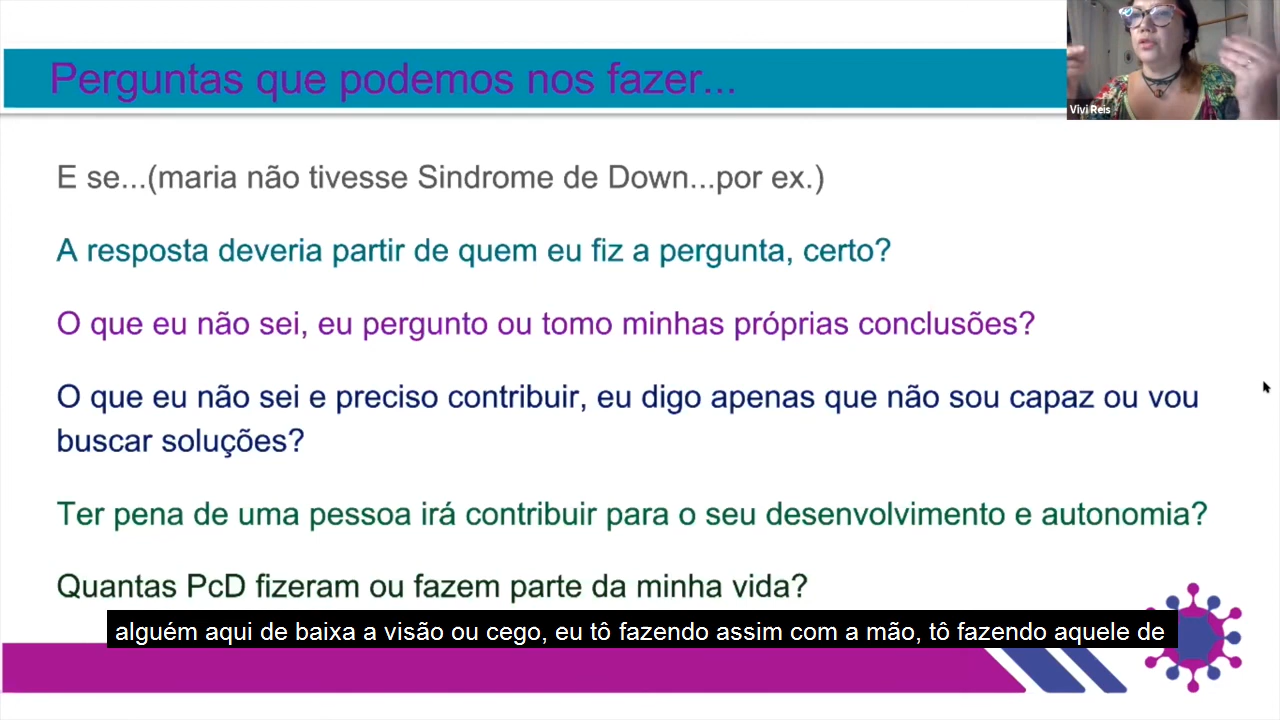 Perguntas que podemos nos fazer...
Vivi Reis
E se...(maria não tivesse Sindrome de Down...por ex.)
A resposta deveria partir de quem eu fiz a pergunta, certo?
O que eu não sei, eu pergunto ou tomo minhas próprias conclusões?
O que eu não sei e preciso contribuir, eu digo apenas que não sou capaz ou vou
buscar soluções?
Ter pena de uma pessoa irá contribuir para o seu desenvolvimento e autonomia?
Quantas PcD fizeram ou fazem parte da minha vida?
alguém aqui de baixa a visão ou cego, eu tô fazendo assim com a mão, tô fazendo aquele de